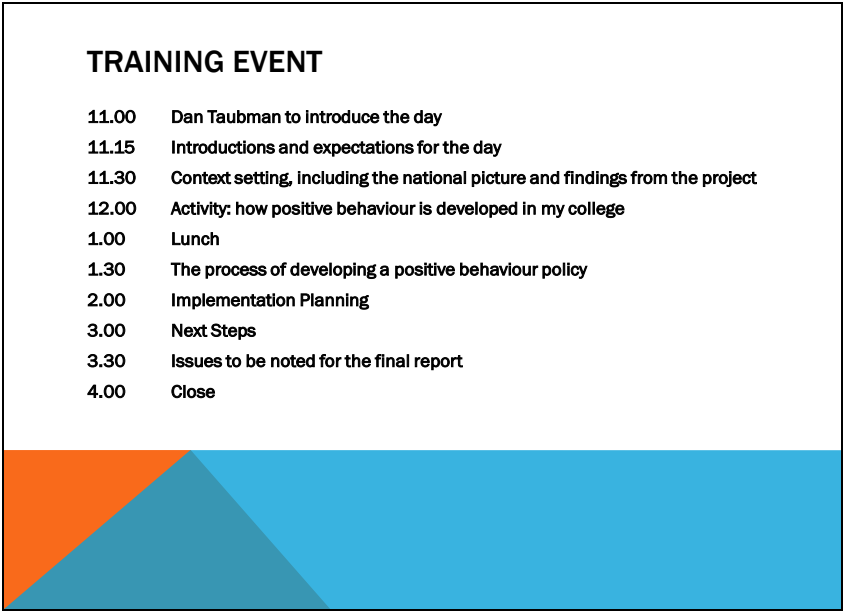 TRAINING EVENT
11.00 Dan Taubman to introduce the day
11.15 Introductions and expectations for the day
11.30 Context setting, including the national picture and findings from the project
12.00 Activity: how positive behaviour is developed in my college
1.00 Lunch
1.30 The process of developing a positive behaviour policy
2.00 Implementation Planning
3.00 Next Steps
3.30 Issues to be noted for the final report
4.00 Close